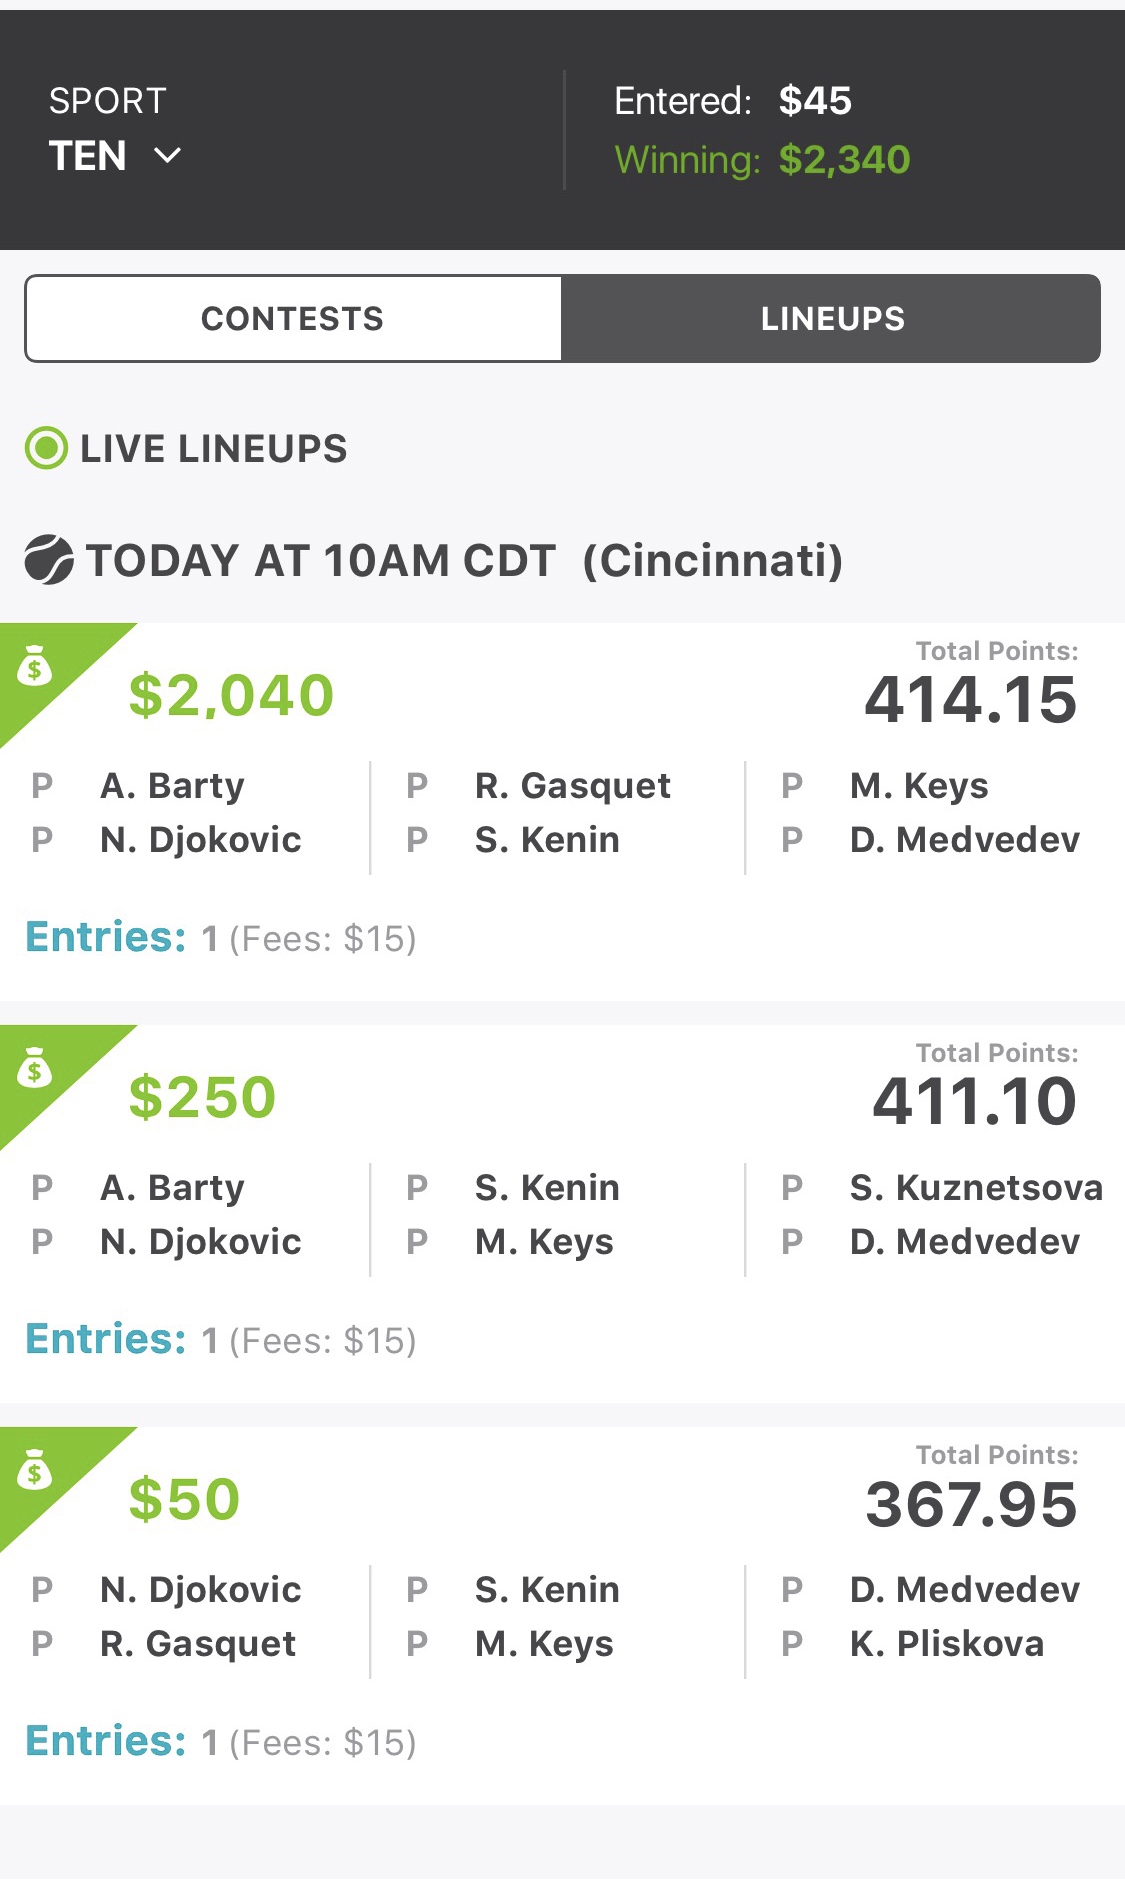 SPORT
TEN
Entered: $45
Winning: $2,340
CONTESTS
LINEUPS
LIVE LINEUPS
TODAY AT 10AM CDT (Cincinnati)
$
$2,040
Total Points:
414.15
P A. Barty P R. Gasquet P M. Keys
P N. Djokovic P S. Kenin P D. Medvedev
Entries: 1 (Fees: $15)
$
$250
Total Points:
411.10
P A. Barty P S. Kenin P S. Kuznetsova
P N. Djokovic P M. Keys P D. Medvedev
Entries: 1 (Fees: $15)
$
$50
Total Points:
367.95
P N. Djokovic P S. Kenin P D. Medvedev
P R. Gasquet P M. Keys P K. Pliskova
Entries: 1 (Fees: $15)